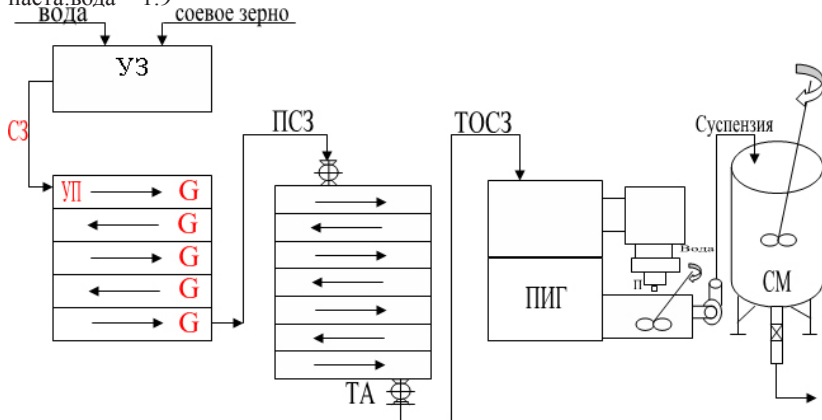 вода
соевое зерно
УЗ
СЗ
ПСЗ
ТОСЗ
Суспензия
УП
G
G
G
G
G
Вода
П
ПИГ
СМ
ТА